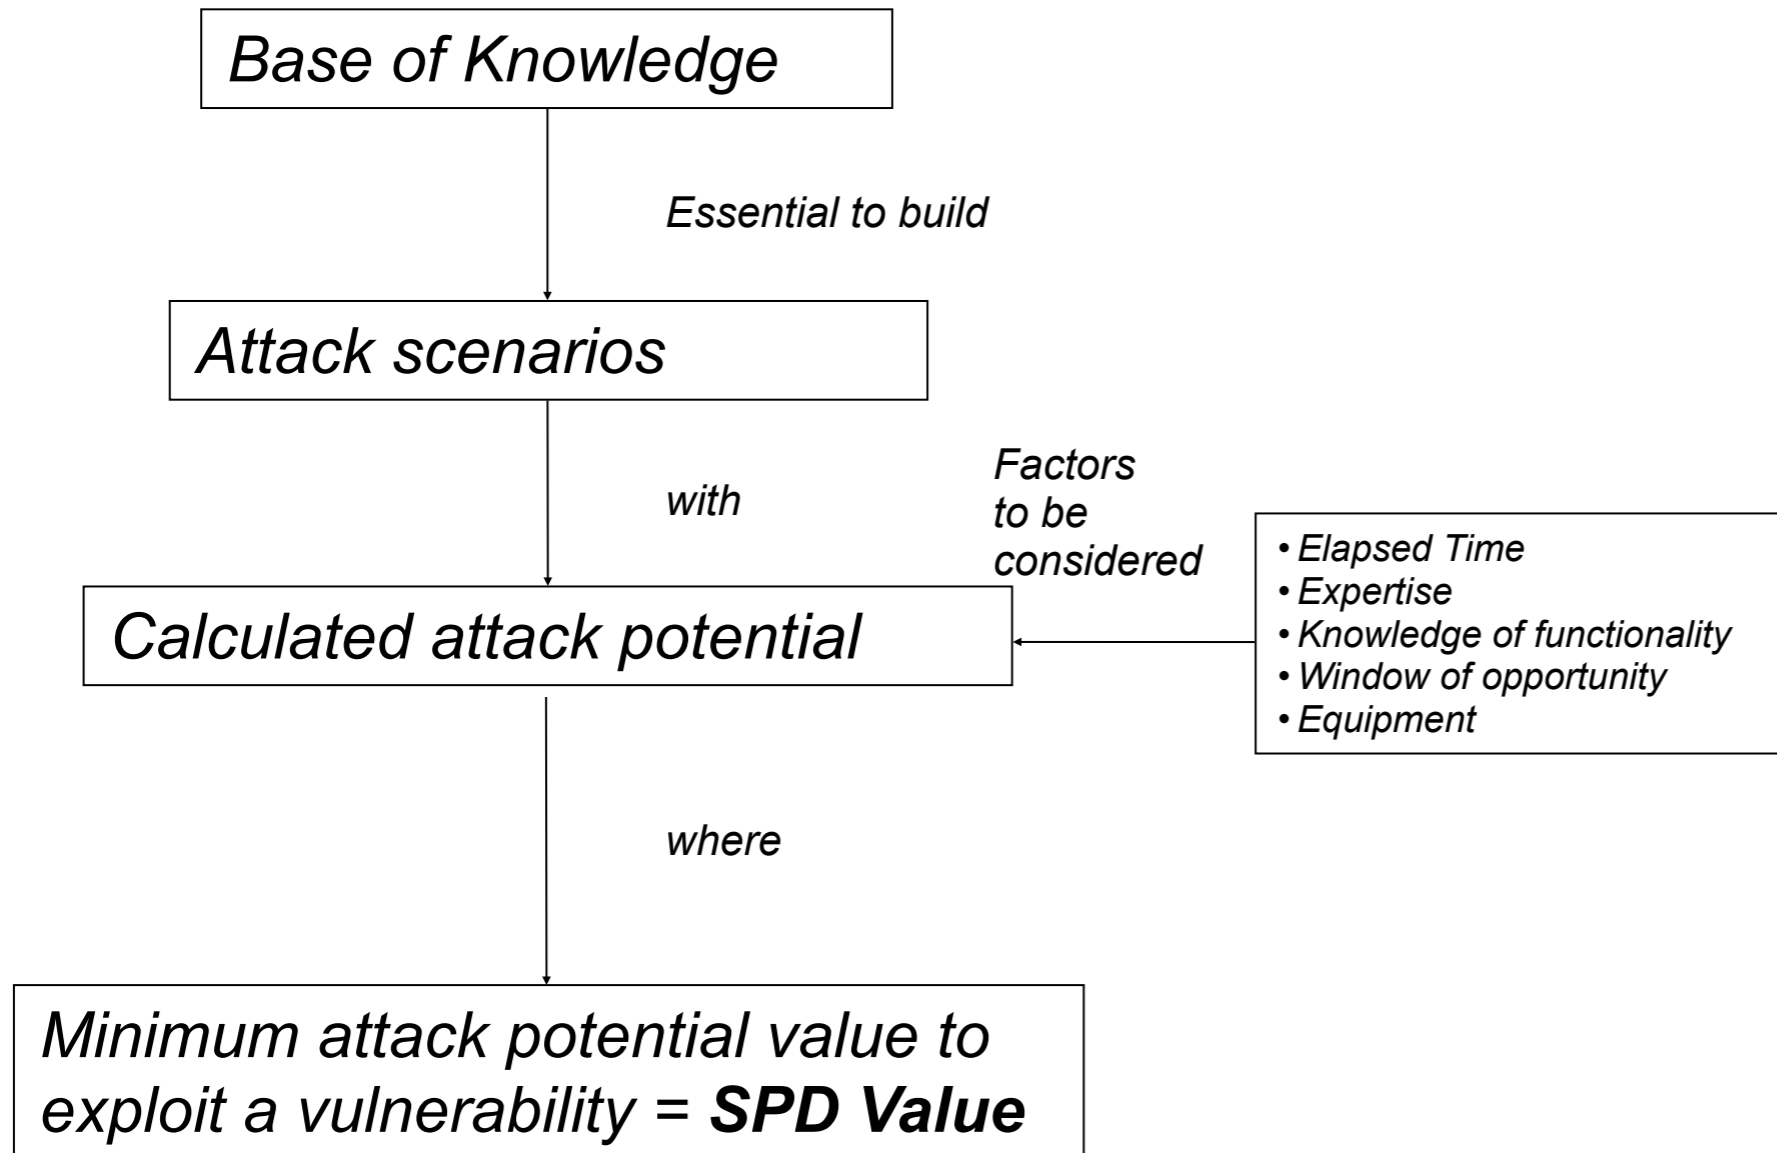 Base of Knowledge
Essential to build
Attack scenarios
with
Factors
to be
considered
• Elapsed Time
• Expertise
• Knowledge of functionality
• Window of opportunity
• Equipment
Calculated attack potential
where
Minimum attack potential value to
exploit a vulnerability = SPD Value